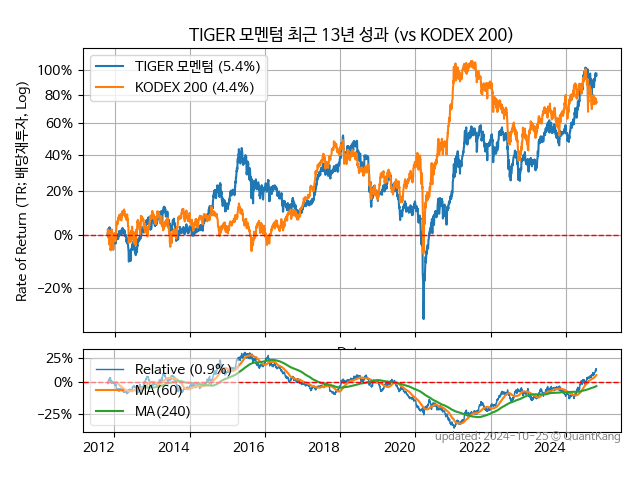 TIGER 모멘텀 최근 13년 성과 (vs KODEX 200)
Rate of Return (TR: 배당재투자, Log)
100%
80%
60%
40%
20%
0%
−20%
TIGER 모멘텀 (5.4%)
KODEX 200 (4.4%)
25%
0%
−25%
Relative (0.9%)
MA(60)
MA(240)
2012 2014 2016 2018 2020 2022 2024
updated: 2024-10-25 © QuantKang